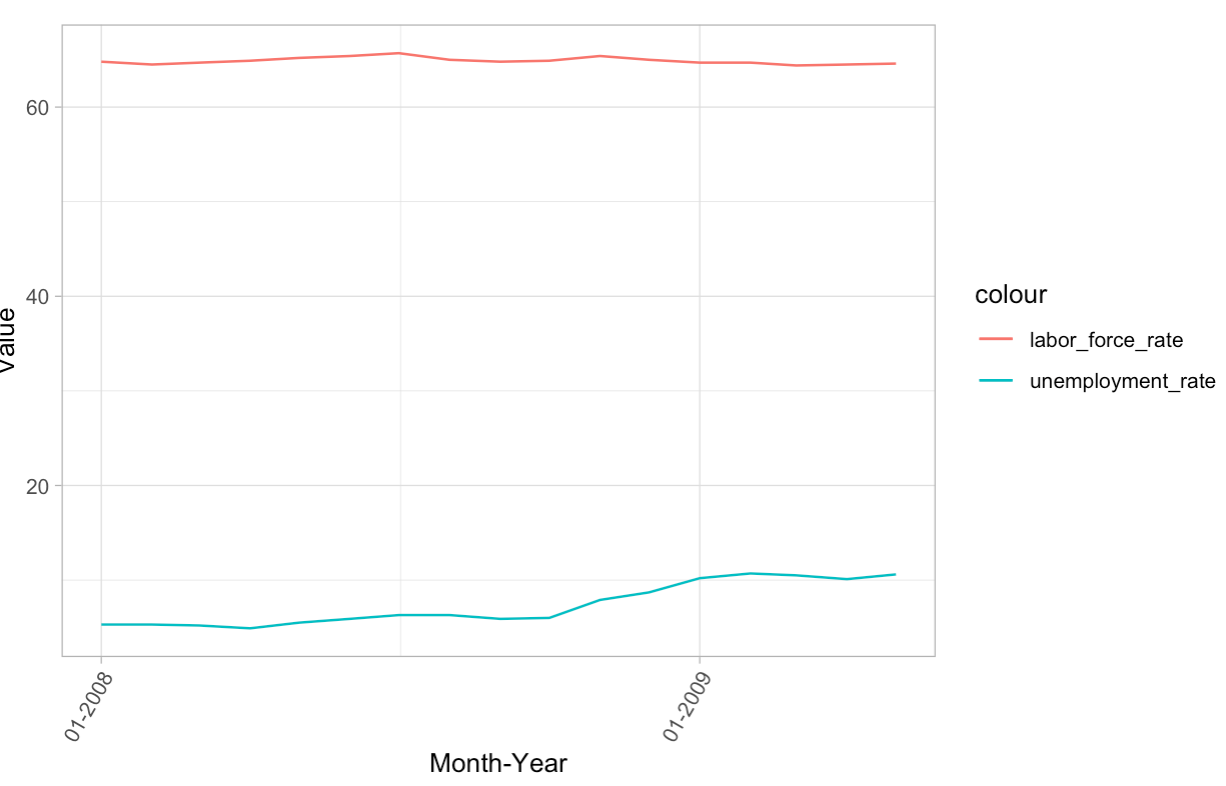 60
40
20
Value
01-2008
01-2009
Month-Year
colour
labor_force_rate
unemployment_rate